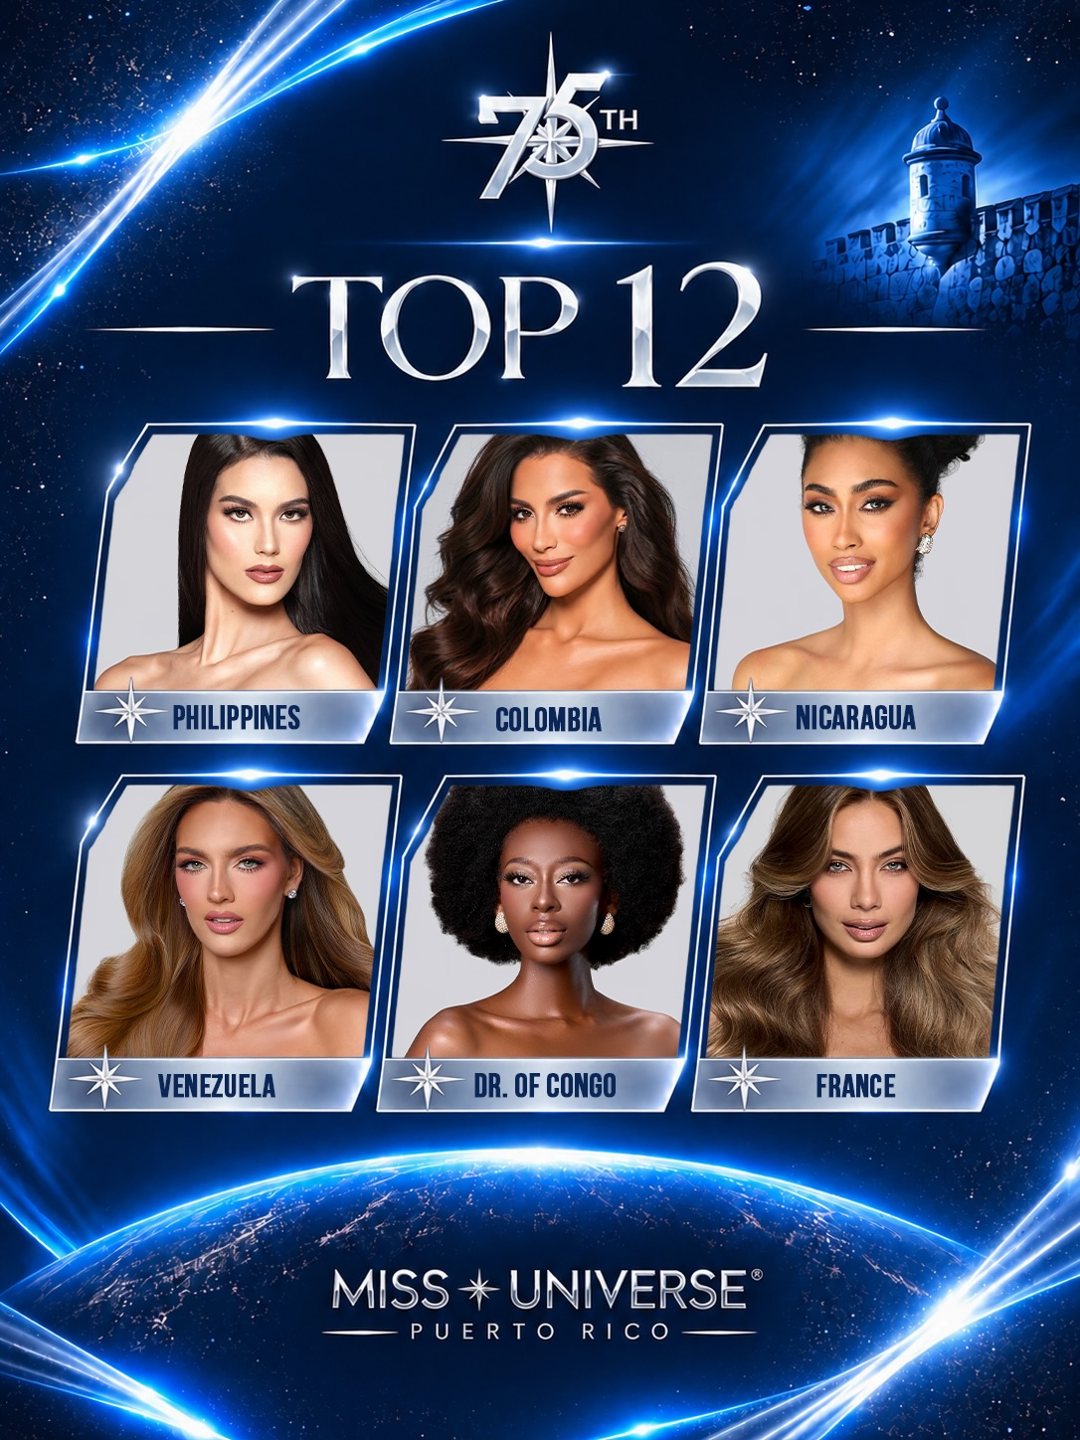 75TH
TOP 12
PHILIPPINES
COLOMBIA
NICARAGUA
VENEZUELA
DR. OF CONGO
FRANCE
MISS UNIVERSE®
PUERTO RICO